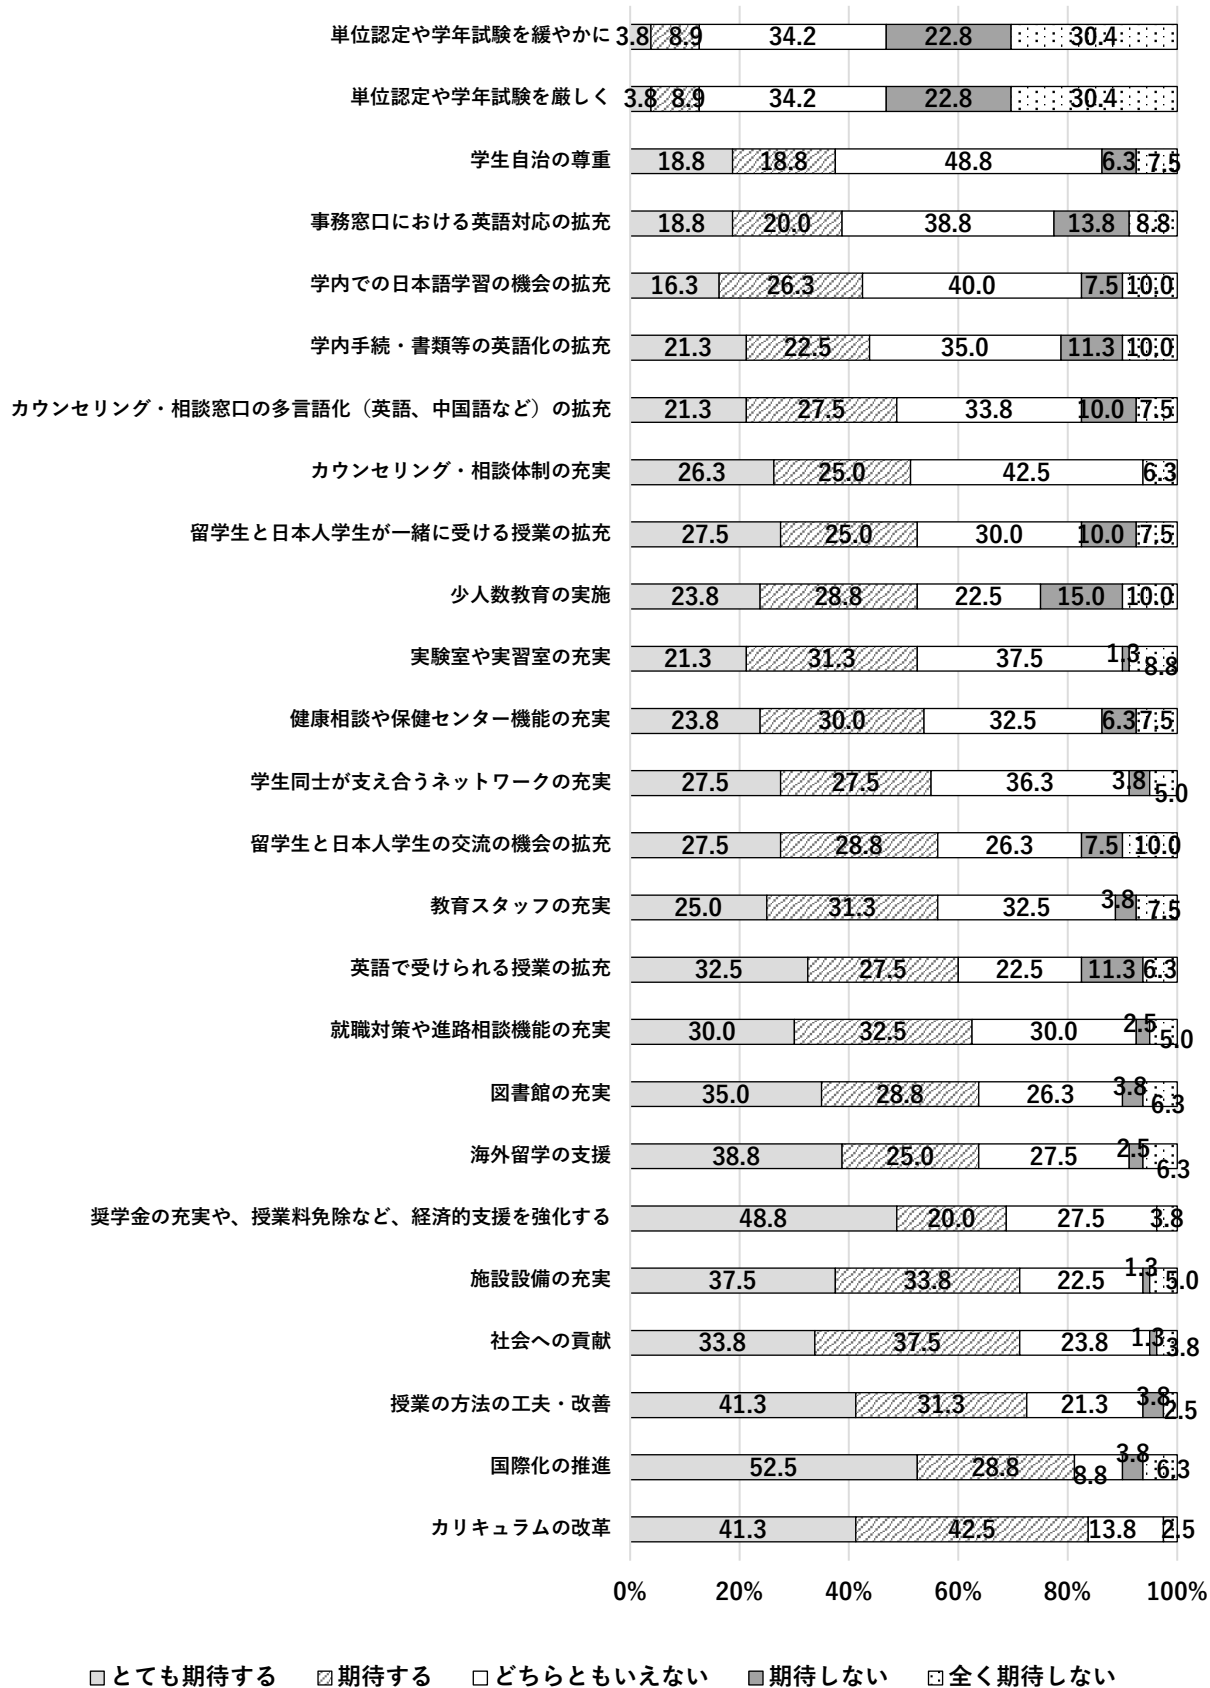 単位認定や学年試験を緩やかに 3.8 8.9 34.2 22.8 30.4
単位認定や学年試験を厳しく 3.8 8.9 34.2 22.8 30.4
学生自治の尊重 18.8 18.8 48.8 6.3 7.5
事務窓口における英語対応の拡充 18.8 20.0 38.8 13.8 8.8
学内での日本語学習の機会の拡充 16.3 26.3 40.0 7.5 10.0
学内手続・書類等の英語化の拡充 21.3 22.5 35.0 11.3 10.0
カウンセリング・相談窓口の多言語化（英語、中国語など）の拡充 21.3 27.5 33.8 10.0 7.5
カウンセリング・相談体制の充実 26.3 25.0 42.5 6.3
留学生と日本人学生が一緒に受ける授業の拡充 27.5 25.0 30.0 10.0 7.5
少人数教育の実施 23.8 28.8 22.5 15.0 10.0
実験室や実習室の充実 21.3 31.3 37.5 1.3 8.8
健康相談や保健センター機能の充実 23.8 30.0 32.5 6.3 7.5
学生同士が支え合うネットワークの充実 27.5 27.5 36.3 3.8 5.0
留学生と日本人学生の交流の機会の拡充 27.5 28.8 26.3 7.5 10.0
教育スタッフの充実 25.0 31.3 32.5 3.8 7.5
英語で受けられる授業の拡充 32.5 27.5 22.5 11.3 6.3
就職対策や進路相談機能の充実 30.0 32.5 30.0 2.5 5.0
図書館の充実 35.0 28.8 26.3 3.8 6.3
海外留学の支援 38.8 25.0 27.5 2.5 6.3
奨学金の充実や、授業料免除など、経済的支援を強化する 48.8 20.0 27.5 3.8
施設設備の充実 37.5 33.8 22.5 1.3 5.0
社会への貢献 33.8 37.5 23.8 1.3 3.8
授業の方法の工夫・改善 41.3 31.3 21.3 3.8 2.5
国際化の推進 52.5 28.8 8.8 3.8 6.3
カリキュラムの改革 41.3 42.5 13.8 2.5
0% 20% 40% 60% 80% 100%
とても期待する 期待する どちらともいえない 期待しない 全く期待しない